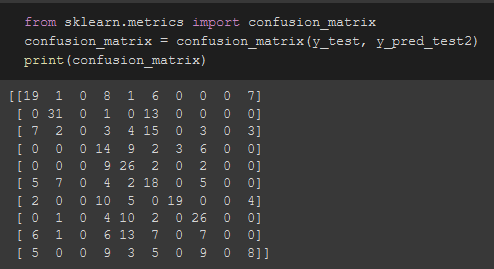 from sklearn.metrics import confusion_matrix
confusion_matrix = confusion_matrix(y_test, y_pred_test2)
print(confusion_matrix)
[[19 1 0 8 1 6 0 0 0 7]
[ 0 31 0 1 0 13 0 0 0 0]
[ 7 2 0 3 4 15 0 3 0 3]
[ 0 0 0 14 9 2 3 6 0 0]
[ 0 0 0 9 26 2 0 2 0 0]
[ 5 7 0 4 2 18 0 5 0 0]
[ 2 0 0 10 5 0 19 0 0 4]
[ 0 1 0 4 10 2 0 26 0 0]
[ 6 1 0 6 13 7 0 7 0 0]
[ 5 0 0 9 3 5 0 9 0 8]]